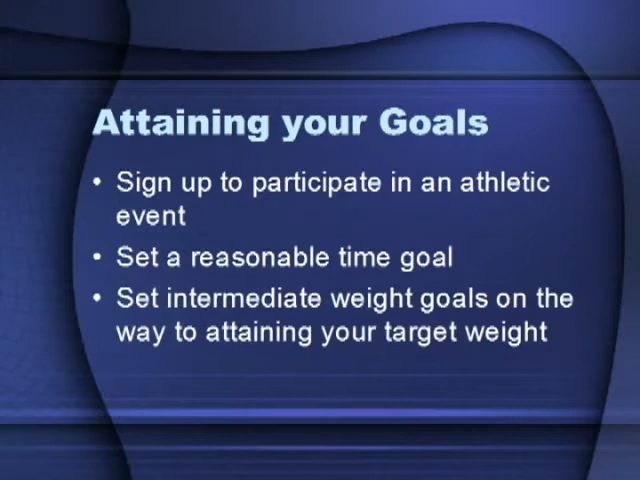 Attaining your Goals
• Sign up to participate in an athletic
event
• Set a reasonable time goal
• Set intermediate weight goals on the
way to attaining your target weight